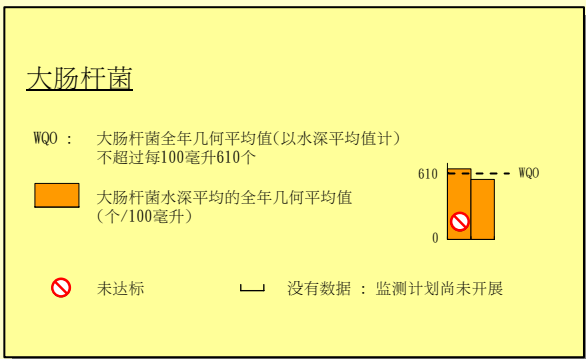 大肠杆菌
WQO : 大肠杆菌全年几何平均值(以水深平均值计)
不超过每100毫升610个
大肠杆菌水深平均的全年几何平均值
(个/100毫升)
610
WQO
0
未达标
没有数据 : 监测计划尚未开展